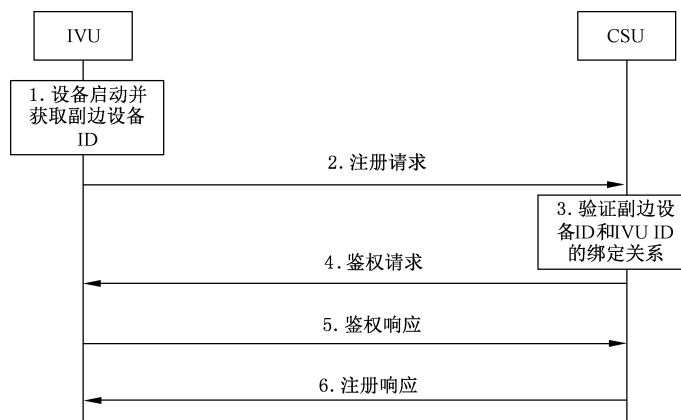 IVU
CSU
1. 设备启动并
获取副边设备
ID
2. 注册请求
3. 验证副边设
备ID和IVU ID
的绑定关系
4. 鉴权请求
5. 鉴权响应
6. 注册响应